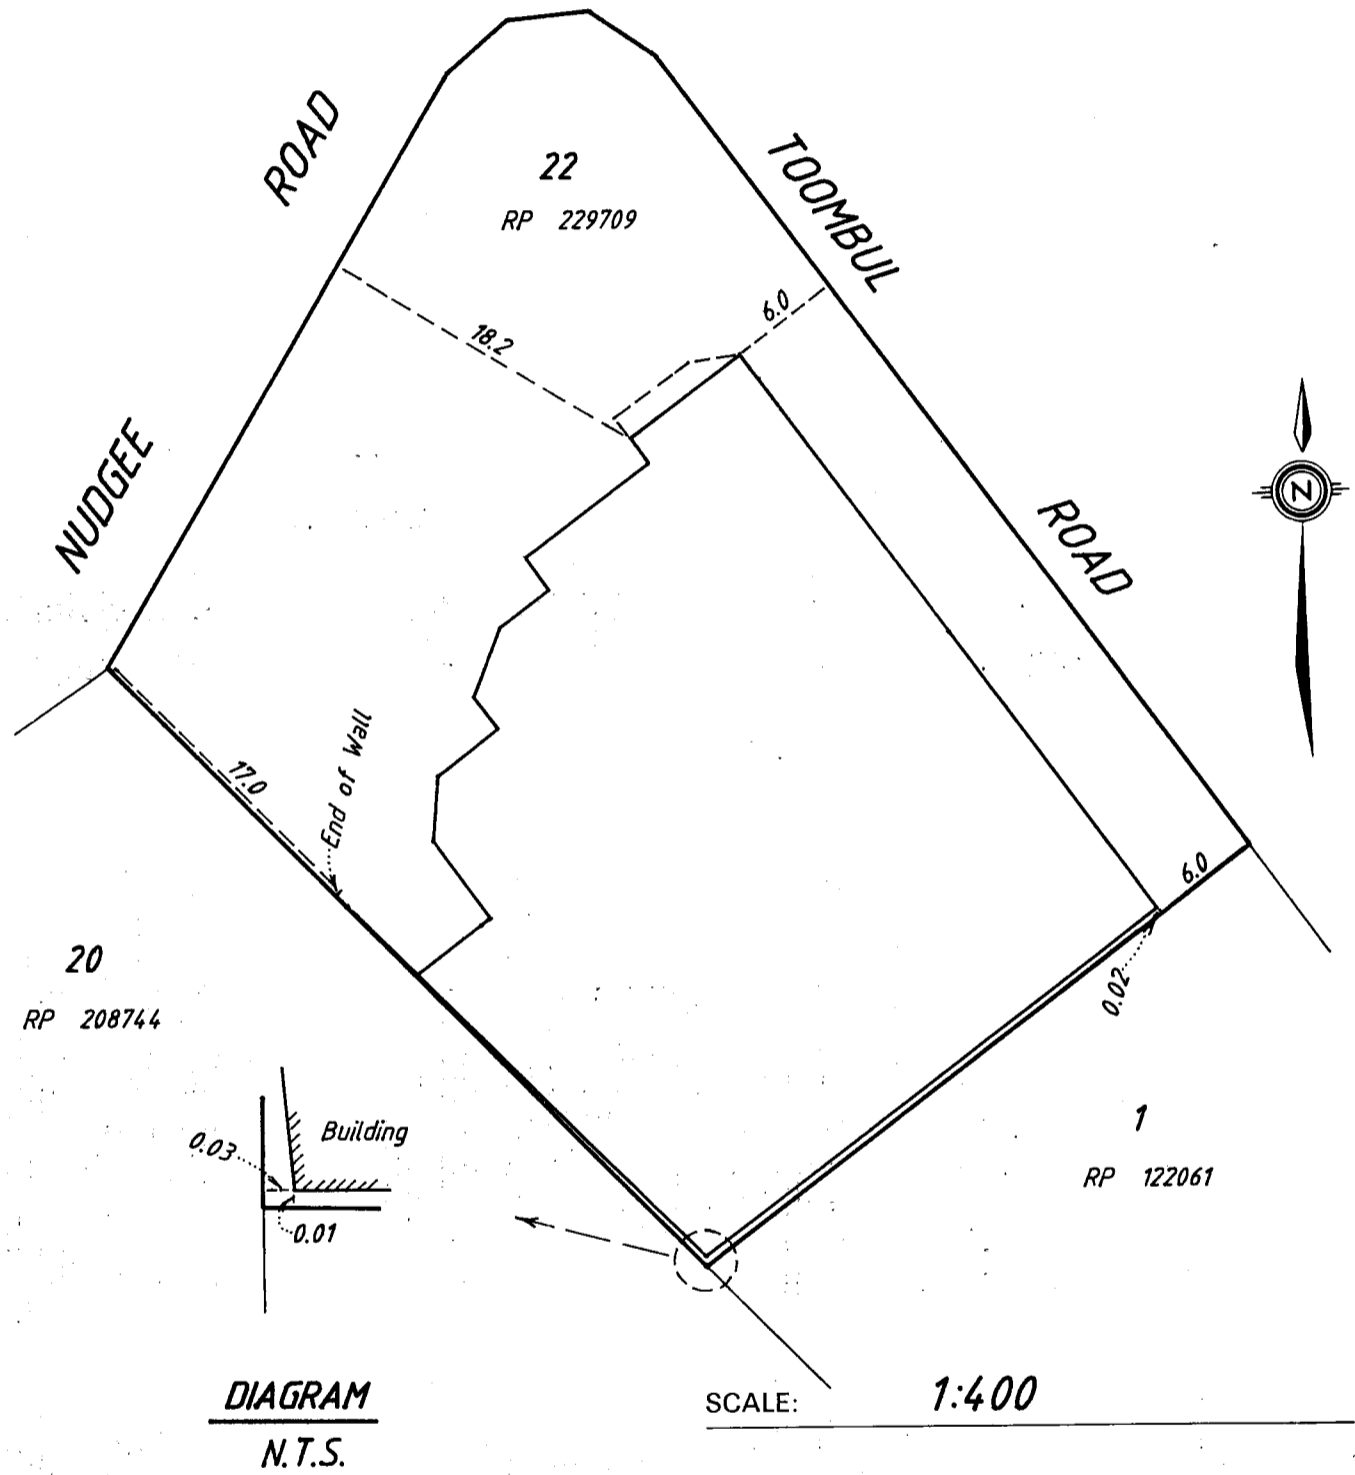 ROAD
22
RP 229709
TOOMBUL
6.0
18.2
NUDGEE
N
ROAD
End of Wall
17.0
6.0
20
RP 208744
0.02
1
RP 122061
0.03
Building
0.01
DIAGRAM
N.T.S.
SCALE: 1:400